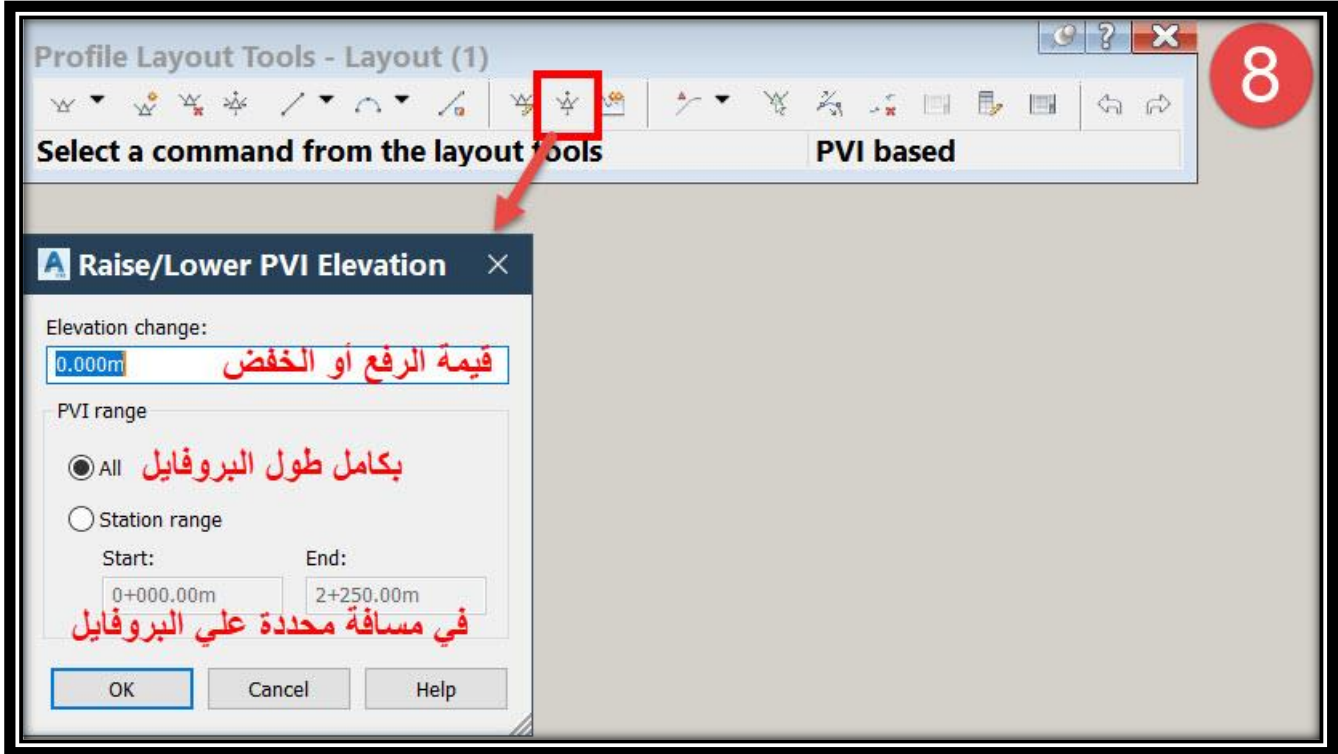 Profile Layout Tools - Layout (1)
8
Select a command from the layout tools
PVI based
Raise/Lower PVI Elevation
Elevation change:
0.000m قيمة الرفع أو الخفض
PVI range
All بكامل طول البروفايل
Station range
Start: End:
0+000.00m 2+250.00m
في مسافة محددة علي البروفايل
OK Cancel Help